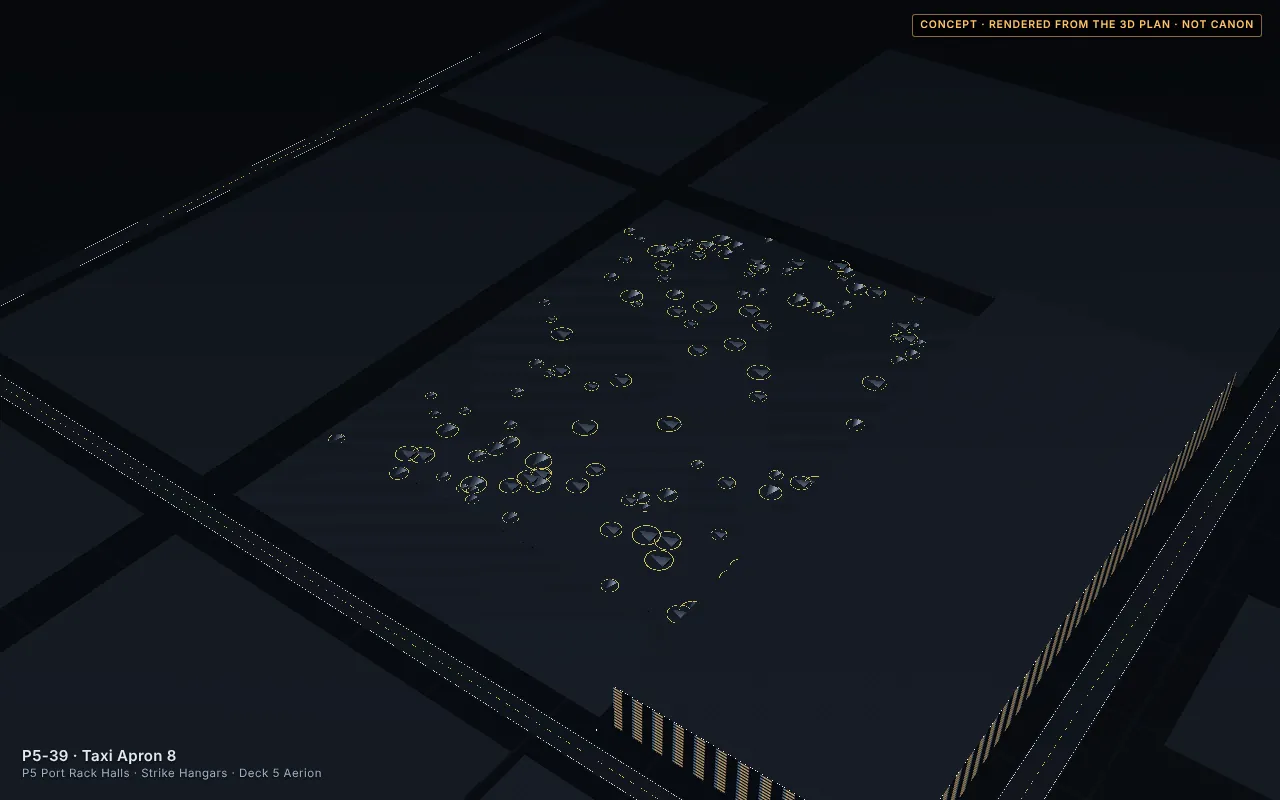 CONCEPT · RENDERED FROM THE 3D PLAN · NOT CANON
P5-39 · Taxi Apron 8
P5 Port Rack Halls · Strike Hangars · Deck 5 Aerion